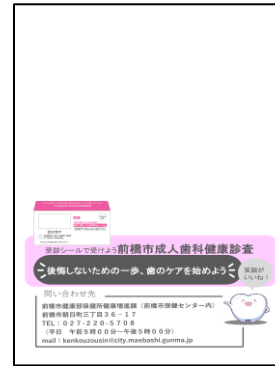 受診シールで受けよう前橋市成人歯科健康診査
後悔しないための一歩、歯のケアを始めよう
笑顔が
いいね！
問い合わせ先
前橋市健康部保健所健康増進課（前橋市保健センター内）
前橋市朝日町三丁目３６－１７
TEL：０２７-２２０-５７０８
（平日　午前９時００分～午後５時００分）
mail：kenkouzousin@city.maebashi.gunma.jp